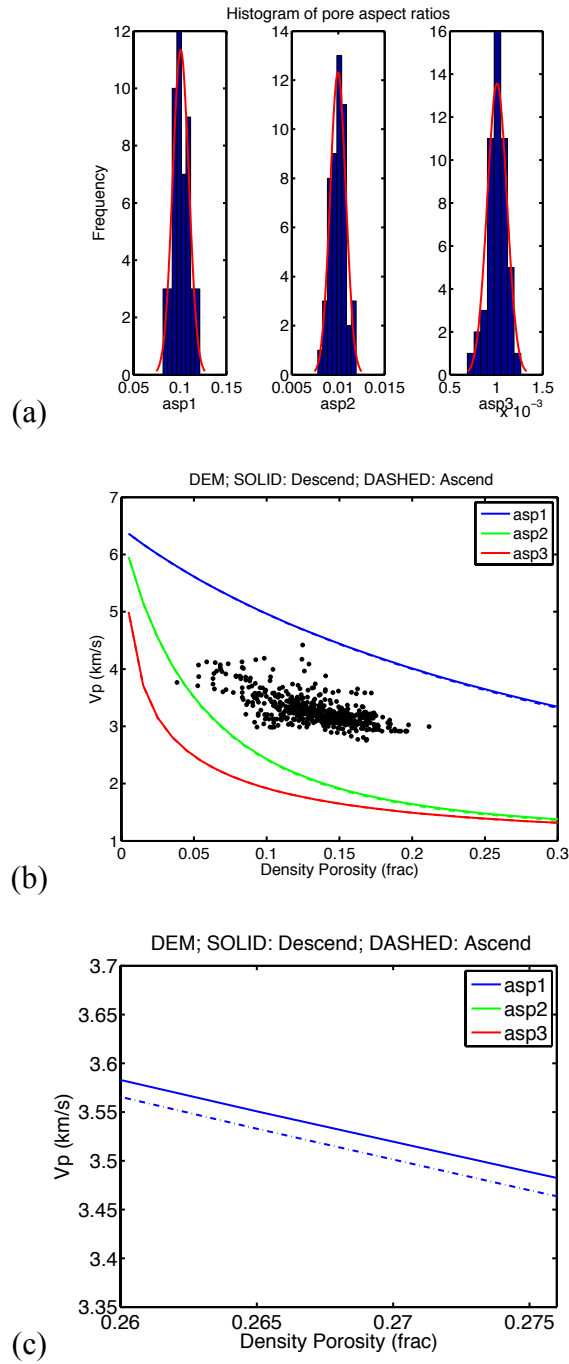 Histogram of pore aspect ratios
12
10
8
6
4
2
0
Frequency
0.05 0.1 0.15
asp1
14
12
10
8
6
4
2
0
0.005 0.01 0.015
asp2
16
14
12
10
8
6
4
2
0
0.5 1 1.5
asp3
x 10⁻³
(a)
DEM; SOLID: Descend; DASHED: Ascend
7
6
5
4
3
2
1
Vp (km/s)
asp1
asp2
asp3
0 0.05 0.1 0.15 0.2 0.25 0.3
Density Porosity (frac)
(b)
DEM; SOLID: Descend; DASHED: Ascend
3.7
3.65
3.6
3.55
3.5
3.45
3.4
3.35
Vp (km/s)
asp1
asp2
asp3
0.26 0.265 0.27 0.275
Density Porosity (frac)
(c)